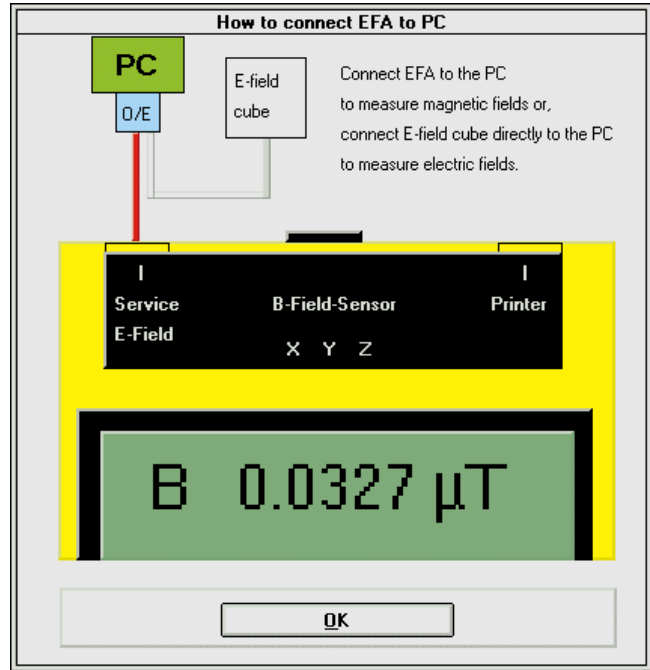 How to connect EFA to PC
PC
O/E
E-field
cube
Connect EFA to the PC
to measure magnetic fields or,
connect E-field cube directly to the PC
to measure electric fields.
Service
E-Field
B-Field-Sensor
X Y Z
Printer
B 0.0327 µT
OK